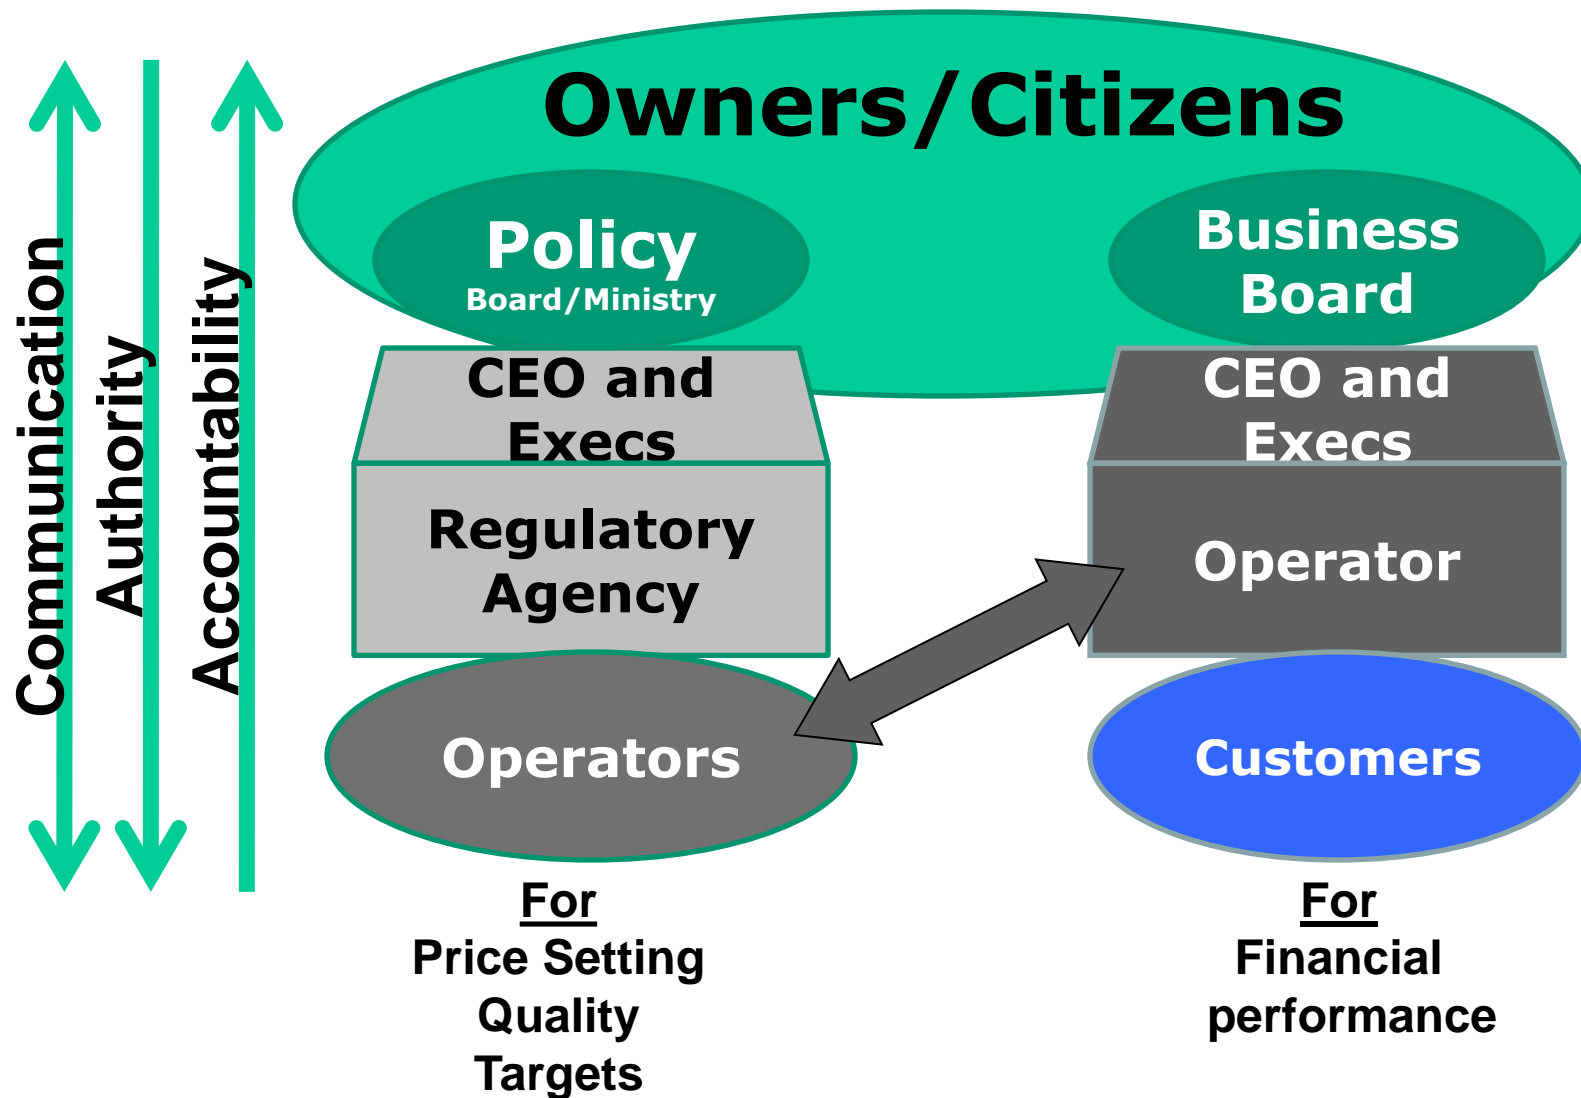 Owners/Citizens
Communication
Authority
Accountability
Policy
Board/Ministry
CEO and
Execs
Regulatory
Agency
Operators
For
Price Setting
Quality
Targets
Business
Board
CEO and
Execs
Operator
Customers
For
Financial
performance